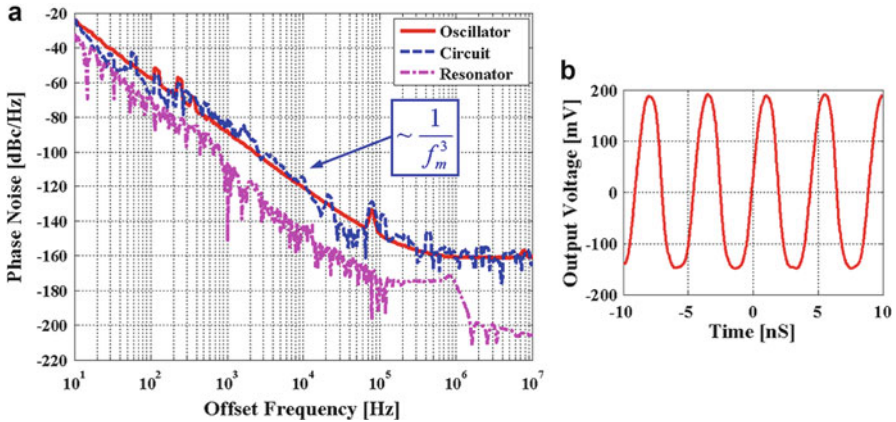 a
-20
-40
-60
-80
-100
-120
-140
-160
-180
-200
-220
Phase Noise [dBc/Hz]
Oscillator
Circuit
Resonator
~ 1/f_m^3
10^1 10^2 10^3 10^4 10^5 10^6 10^7
Offset Frequency [Hz]
b
200
100
0
-100
-200
Output Voltage [mV]
-10 -5 0 5 10
Time [nS]